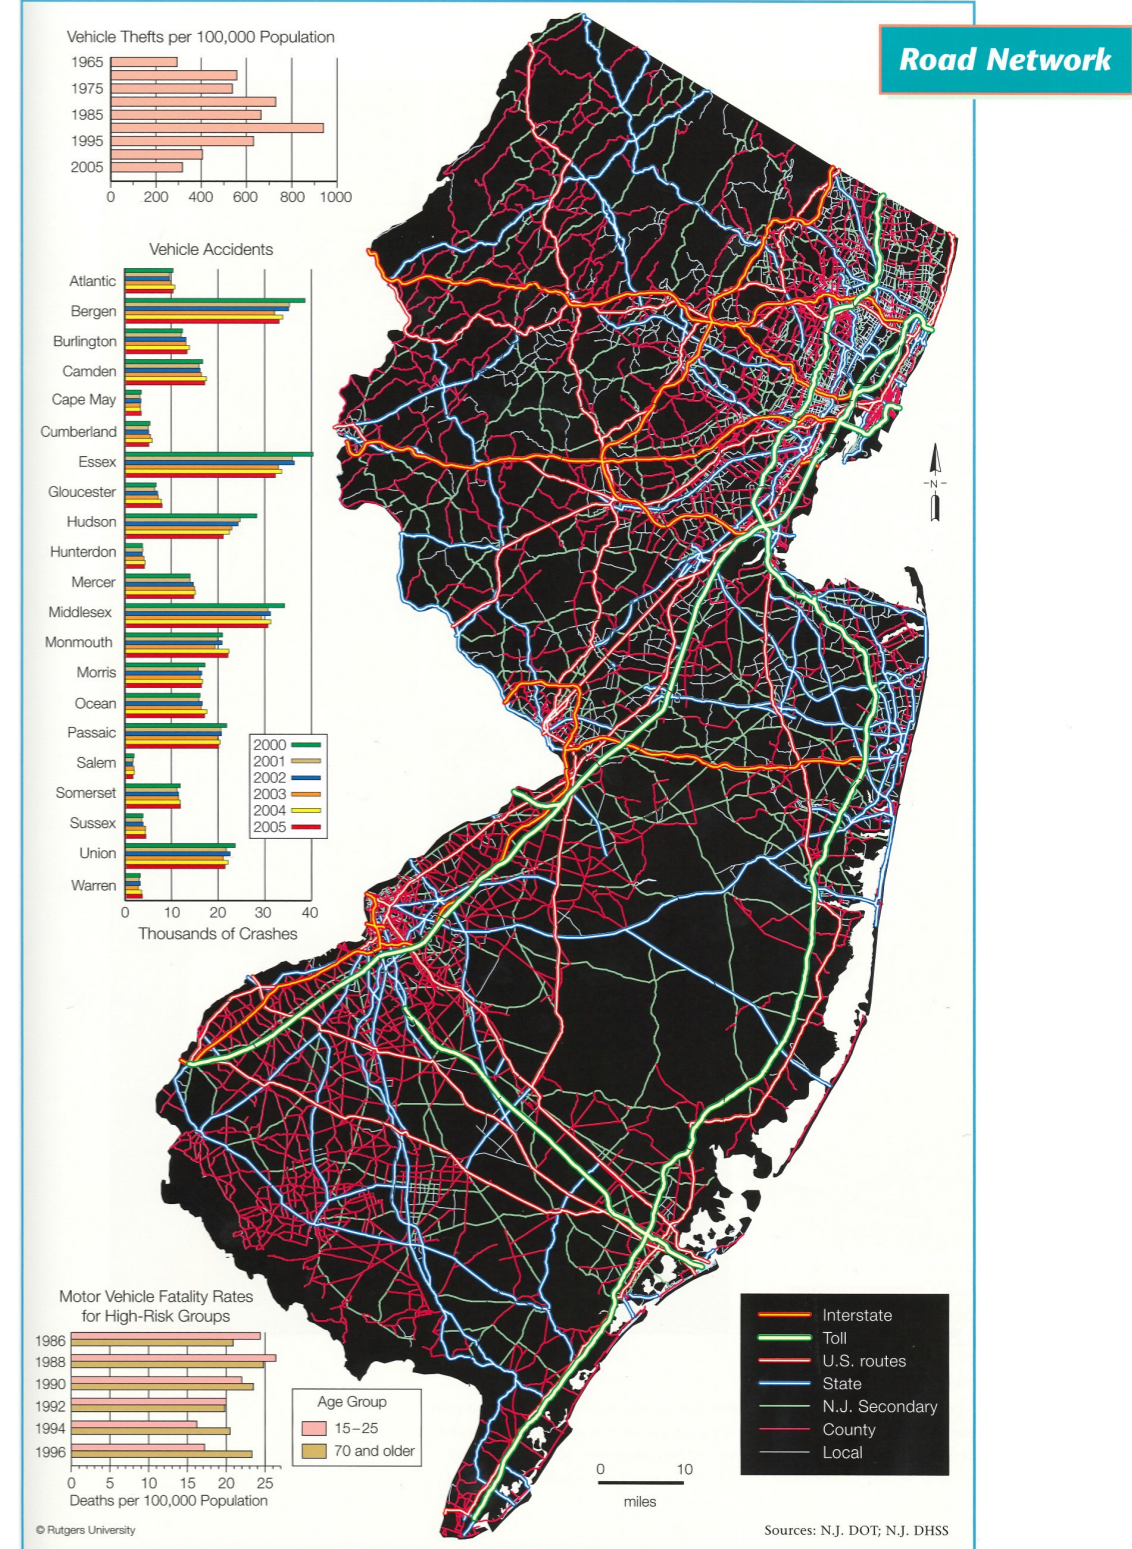 Road Network
Vehicle Thefts per 100,000 Population
1965
1975
1985
1995
2005
0 200 400 600 800 1000
Vehicle Accidents
Atlantic
Bergen
Burlington
Camden
Cape May
Cumberland
Essex
Gloucester
Hudson
Hunterdon
Mercer
Middlesex
Monmouth
Morris
Ocean
Passaic
Salem
Somerset
Sussex
Union
Warren
0 10 20 30 40
Thousands of Crashes
2000
2001
2002
2003
2004
2005
-N-
Motor Vehicle Fatality Rates
for High-Risk Groups
1986
1988
1990
1992
1994
1996
0 5 10 15 20 25
Deaths per 100,000 Population
Age Group
15–25
70 and older
0 10
miles
Interstate
Toll
U.S. routes
State
N.J. Secondary
County
Local
© Rutgers University
Sources: N.J. DOT; N.J. DHSS